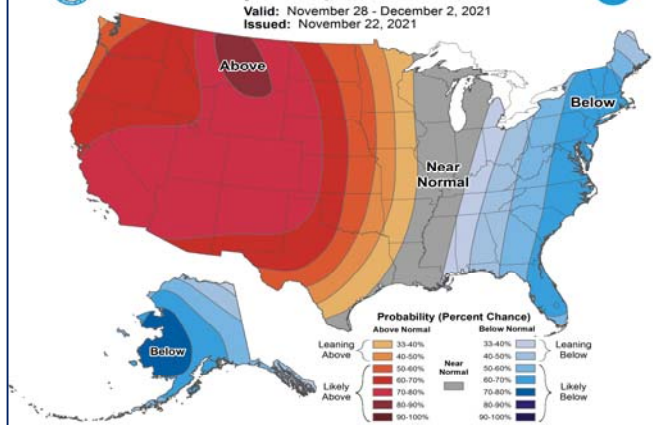 Valid: November 28 - December 2, 2021
Issued: November 22, 2021
Above
Below
Near
Normal
Below
Probability (Percent Chance)
Above Normal
Below Normal
Leaning
Above
33-40%
40-50%
Likely
Above
50-60%
60-70%
70-80%
80-90%
90-100%
Near
Normal
33-40%
40-50%
Leaning
Below
50-60%
60-70%
70-80%
80-90%
90-100%
Likely
Below